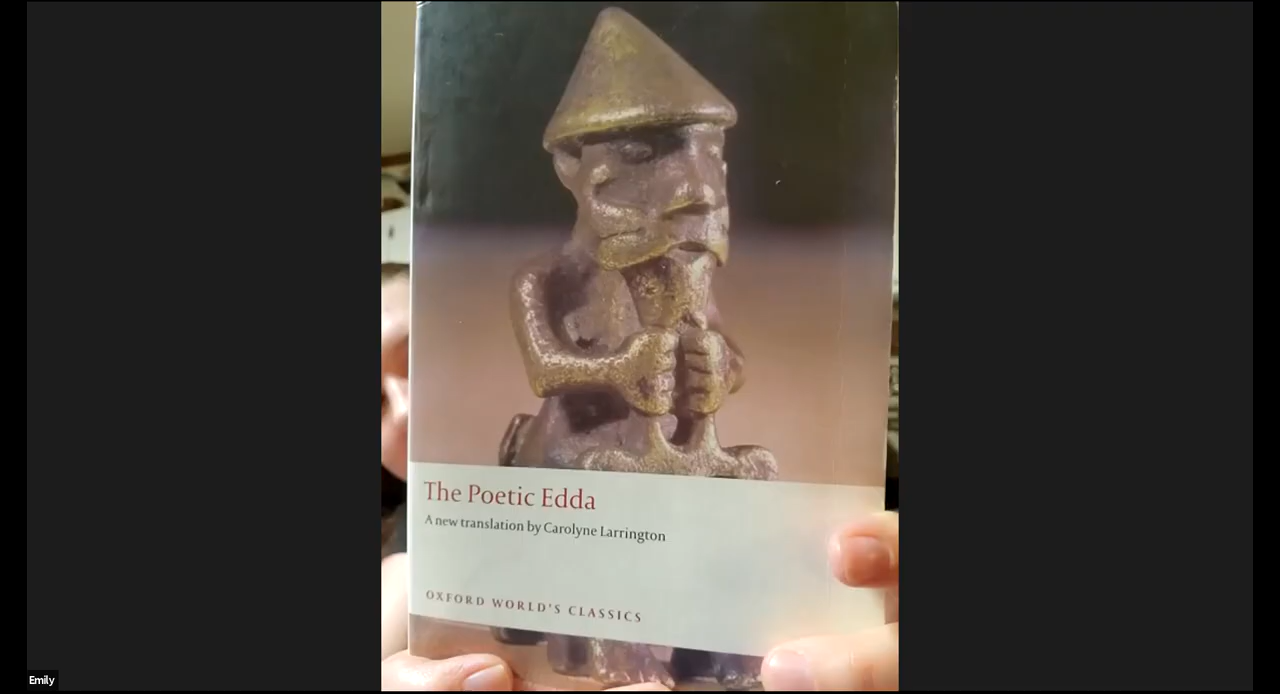 The Poetic Edda
A new translation by Carolyne Larrington
OXFORD WORLD'S CLASSICS
Emily